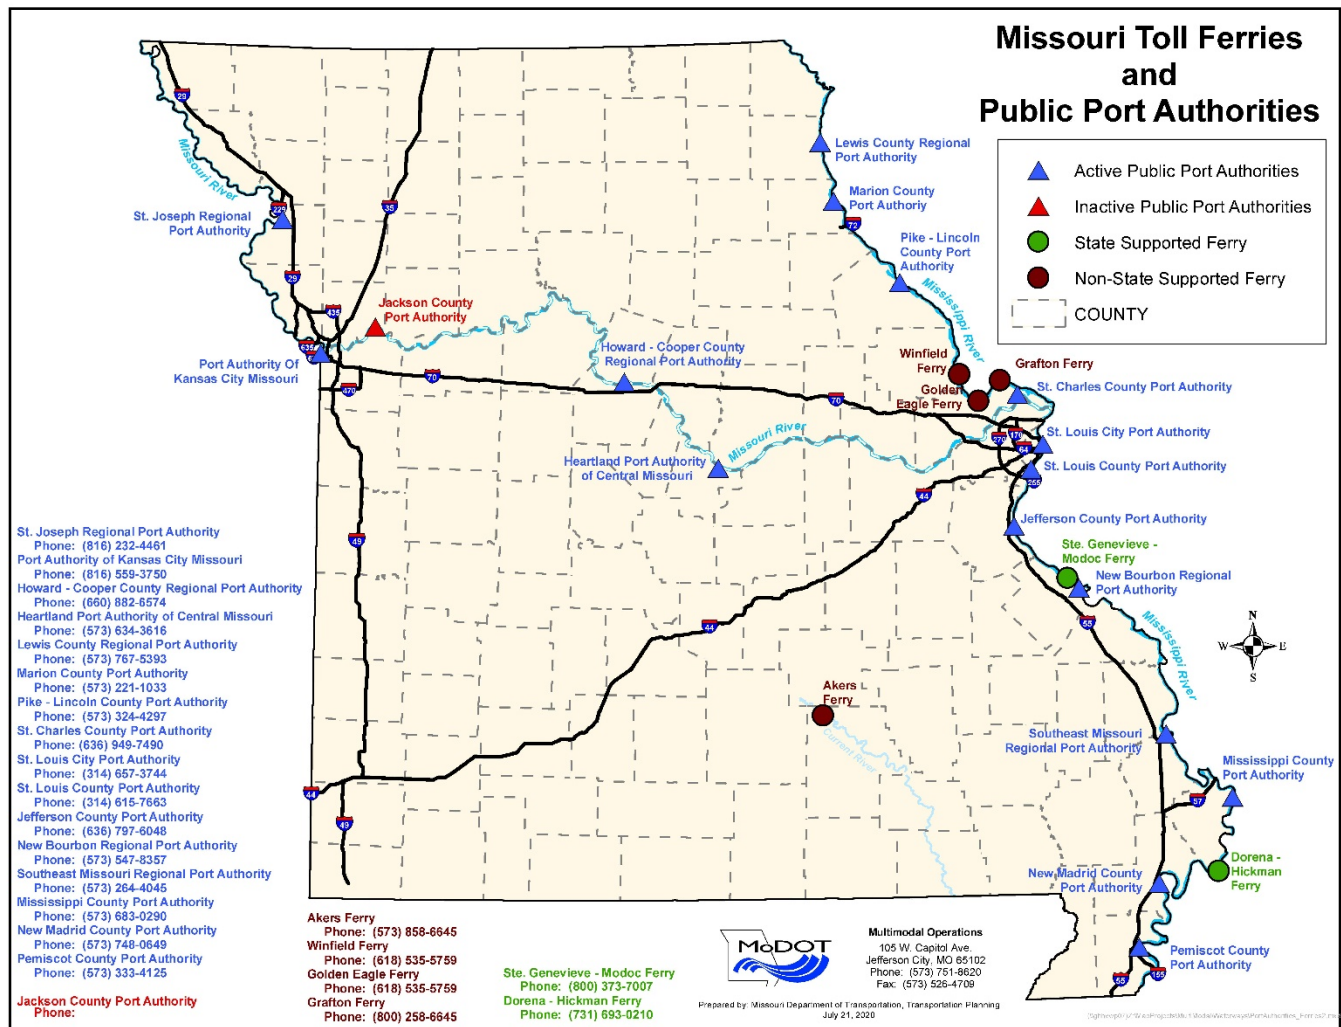 Missouri Toll Ferries
and
Public Port Authorities
Active Public Port Authorities
Inactive Public Port Authorities
State Supported Ferry
Non-State Supported Ferry
COUNTY
29
Missouri River
St. Joseph Regional
Port Authority
229
35
29
435
Jackson County
Port Authority
635
Port Authority Of
Kansas City Missouri
470
70
Howard - Cooper County
Regional Port Authority
Lewis County Regional
Port Authority
Marion County
Port Authoriy
72
Pike - Lincoln
County Port
Authority
Mississippi River
Winfield
Ferry
Grafton Ferry
Golden
Eagle Ferry
St. Charles County Port Authority
70
Missouri River
270
170
64
St. Louis City Port Authority
St. Louis County Port Authority
255
Heartland Port Authority
of Central Missouri
44
Jefferson County Port Authority
Ste. Genevieve -
Modoc Ferry
New Bourbon Regional
Port Authority
49
44
55
Mississippi River
N
W
E
S
Akers
Ferry
Current River
Southeast Missouri
Regional Port Authority
Mississippi County
Port Authority
44
49
57
Dorena -
Hickman
Ferry
New Madrid County
Port Authority
Pemiscot County
Port Authority
55
155
St. Joseph Regional Port Authority
Phone: (816) 232-4461
Port Authority of Kansas City Missouri
Phone: (816) 559-3750
Howard - Cooper County Regional Port Authority
Phone: (660) 882-6574
Heartland Port Authority of Central Missouri
Phone: (573) 634-3616
Lewis County Regional Port Authority
Phone: (573) 767-5393
Marion County Port Authority
Phone: (573) 221-1033
Pike - Lincoln County Port Authority
Phone: (573) 324-4297
St. Charles County Port Authority
Phone: (636) 949-7490
St. Louis City Port Authority
Phone: (314) 657-3744
St. Louis County Port Authority
Phone: (314) 615-7663
Jefferson County Port Authority
Phone: (636) 797-6048
New Bourbon Regional Port Authority
Phone: (573) 547-8357
Southeast Missouri Regional Port Authority
Phone: (573) 264-4045
Mississippi County Port Authority
Phone: (573) 683-0290
New Madrid County Port Authority
Phone: (573) 748-0649
Pemiscot County Port Authority
Phone: (573) 333-4125
Jackson County Port Authority
Phone:
Akers Ferry
Phone: (573) 858-6645
Winfield Ferry
Phone: (618) 535-5759
Golden Eagle Ferry
Phone: (618) 535-5759
Grafton Ferry
Phone: (800) 258-6645
Ste. Genevieve - Modoc Ferry
Phone: (800) 373-7007
Dorena - Hickman Ferry
Phone: (731) 693-0210
MoDOT
Multimodal Operations
105 W. Capitol Ave.
Jefferson City, MO 65102
Phone: (573) 751-8620
Fax: (573) 526-4709
Prepared by: Missouri Department of Transportation, Transportation Planning
July 21, 2020